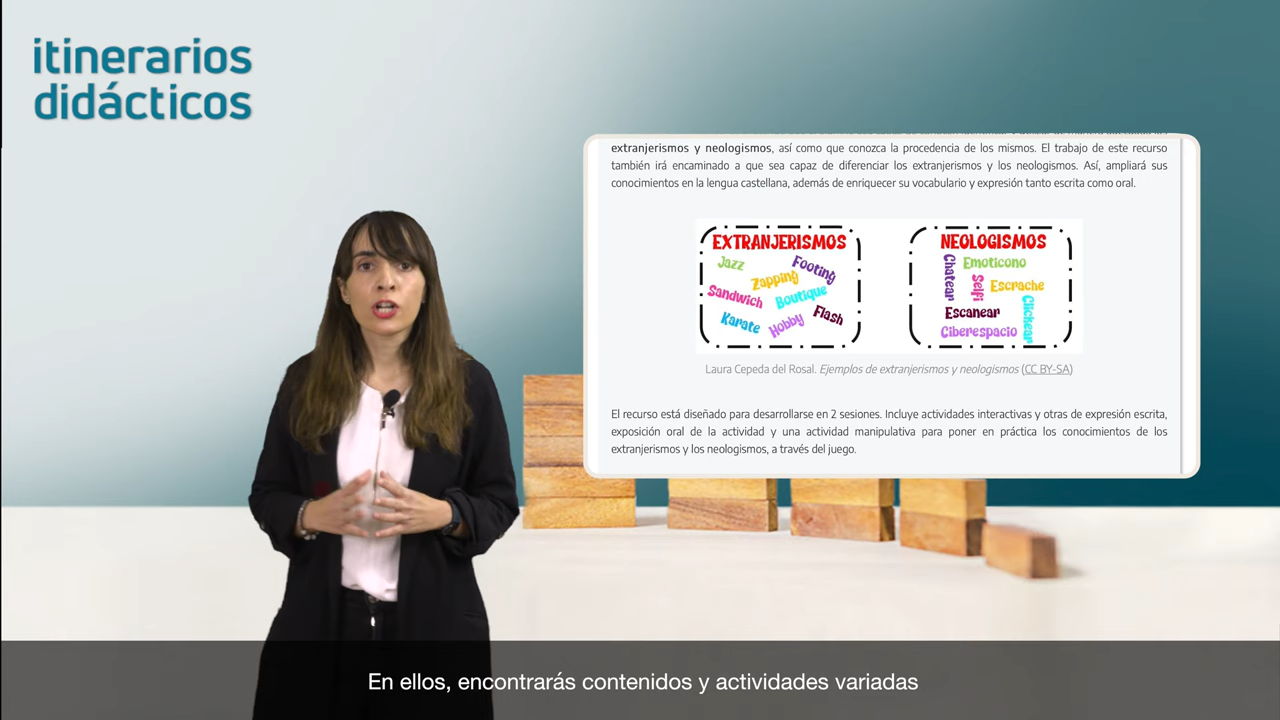 itinerarios
didácticos
extranjerismos y neologismos, así como que conozca la procedencia de los mismos. El trabajo de este recurso
también irá encaminado a que sea capaz de diferenciar los extranjerismos y los neologismos. Así, ampliará sus
conocimientos en la lengua castellana, además de enriquecer su vocabulario y expresión tanto escrita como oral.
EXTRANJERISMOS
Jazz
Footing
Zapping
Sandwich
Boutique
Karate
Hobby
Flash
NEOLOGISMOS
Chatear
Emoticono
Selfi
Escrache
Escanear
Clickear
Ciberespacio
Laura Cepeda del Rosal. Ejemplos de extranjerismos y neologismos (CC BY-SA)
El recurso está diseñado para desarrollarse en 2 sesiones. Incluye actividades interactivas y otras de expresión escrita,
exposición oral de la actividad y una actividad manipulativa para poner en práctica los conocimientos de los
extranjerismos y los neologismos, a través del juego.
En ellos, encontrarás contenidos y actividades variadas